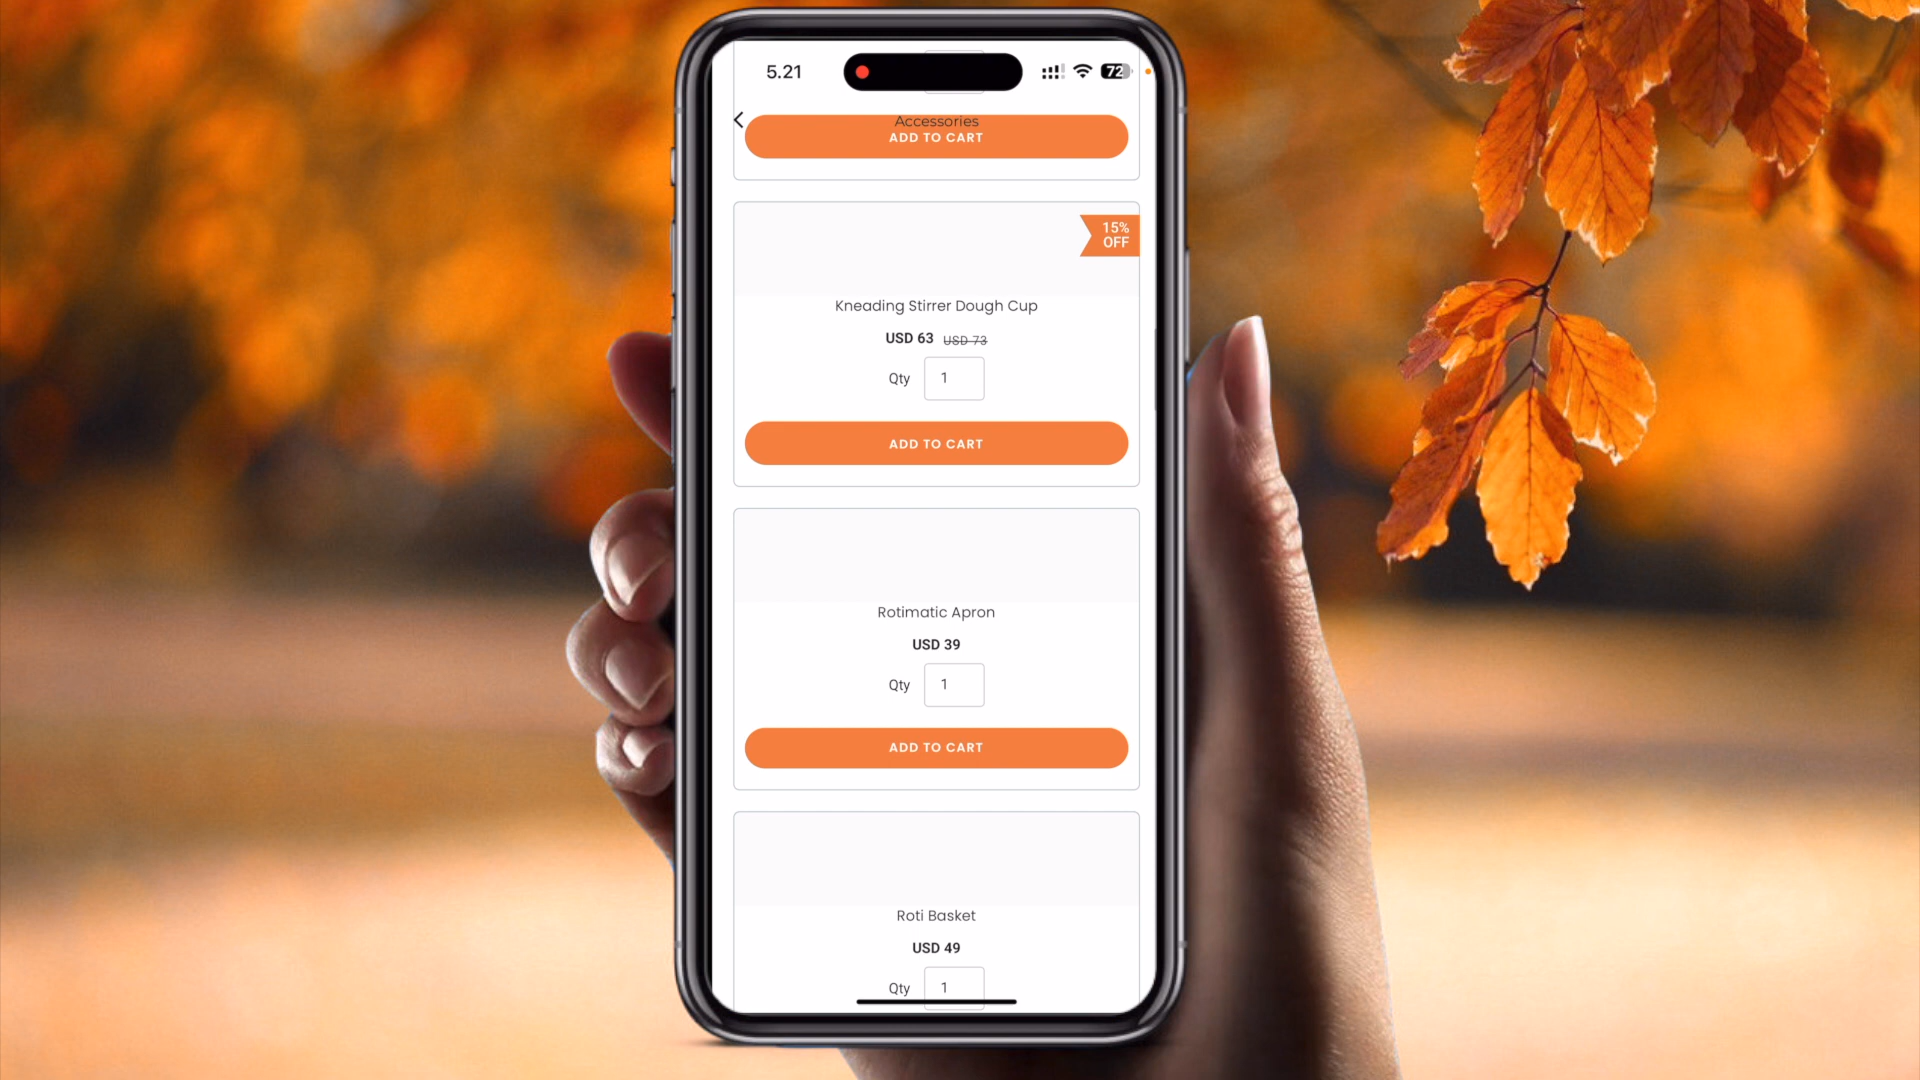 5.21
72
Accessories
ADD TO CART
15%
OFF
Kneading Stirrer Dough Cup
USD 63 USD 73
Qty 1
ADD TO CART
Rotimatic Apron
USD 39
Qty 1
ADD TO CART
Roti Basket
USD 49
Qty 1